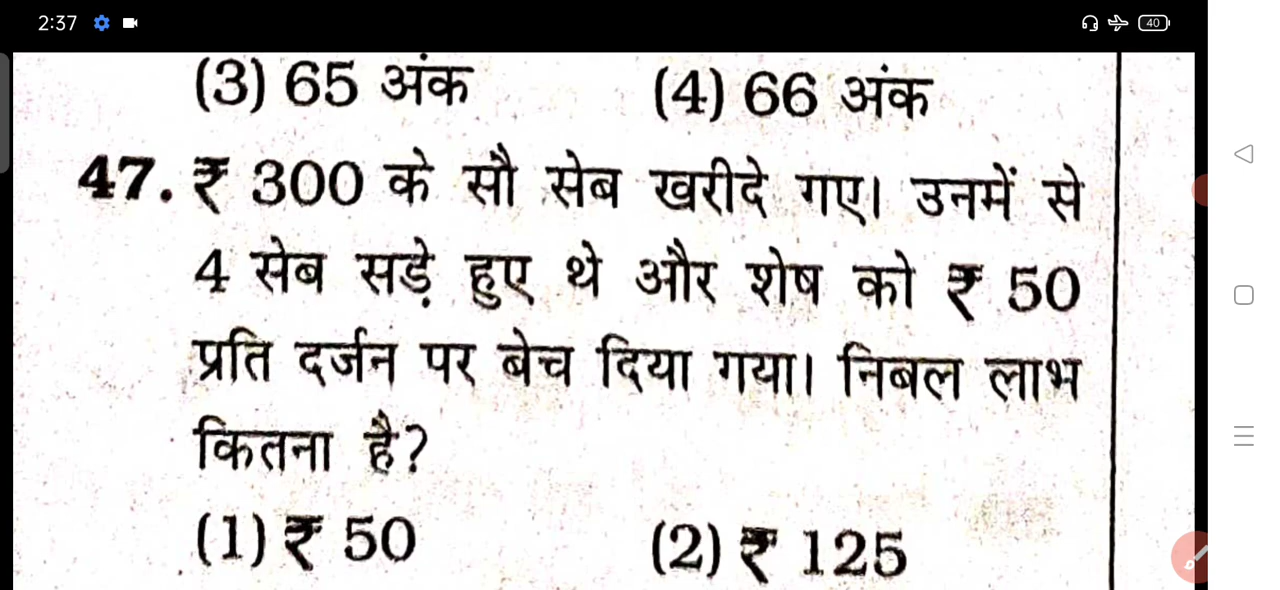 2:37
40
(3) 65 अंक (4) 66 अंक
47. ₹ 300 के सौ सेब खरीदे गए। उनमें से
4 सेब सड़े हुए थे और शेष को ₹ 50
प्रति दर्जन पर बेच दिया गया। निबल लाभ
कितना है?
(1) ₹ 50 (2) ₹ 125